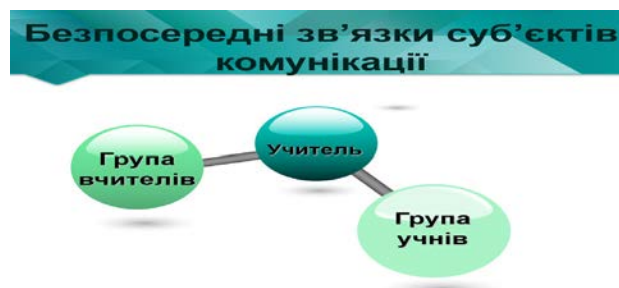 Безпосередні зв’язки суб’єктів
комунікації
Група
вчителів
Учитель
Група
учнів